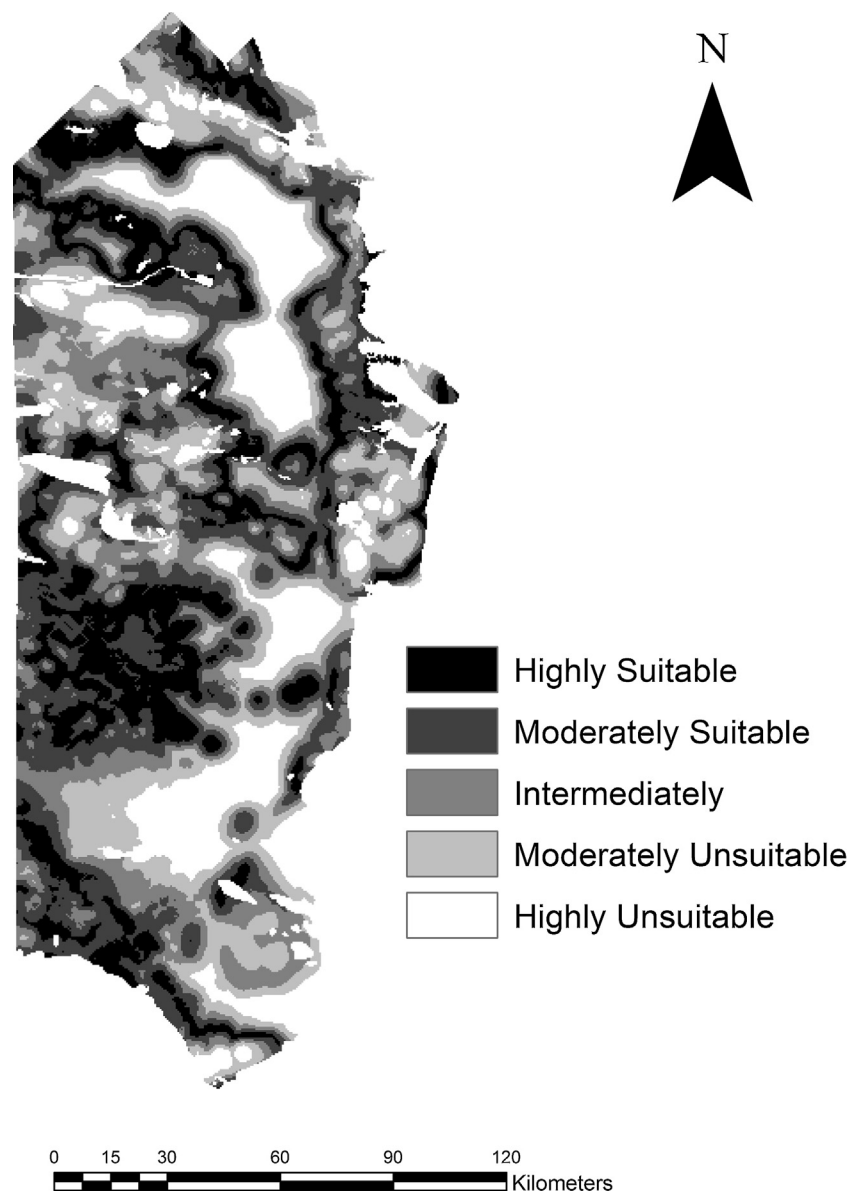 N
Highly Suitable
Moderately Suitable
Intermediately
Moderately Unsuitable
Highly Unsuitable
0 15 30 60 90 120
Kilometers